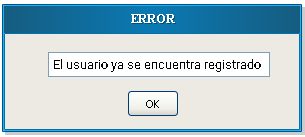 ERROR
El usuario ya se encuentra registrado
OK